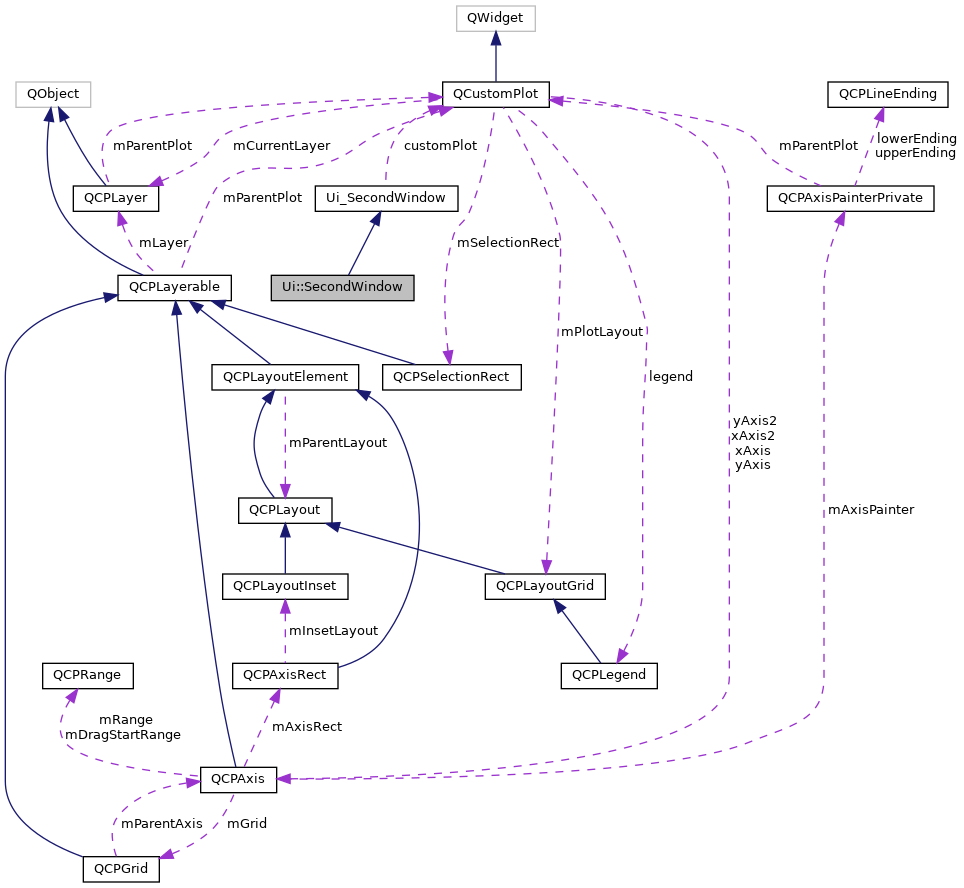 QWidget
QObject
QCustomPlot
QCPLineEnding
mParentPlot
mCurrentLayer
customPlot
mParentPlot
lowerEnding
upperEnding
QCPLayer
mParentPlot
Ui_SecondWindow
QCPAxisPainterPrivate
mLayer
mSelectionRect
QCPLayerable
Ui::SecondWindow
mPlotLayout
QCPLayoutElement
QCPSelectionRect
legend
yAxis2
xAxis2
xAxis
yAxis
mParentLayout
QCPLayout
mAxisPainter
QCPLayoutInset
QCPLayoutGrid
mInsetLayout
QCPRange
QCPAxisRect
QCPLegend
mRange
mDragStartRange
mAxisRect
QCPAxis
mParentAxis
mGrid
QCPGrid